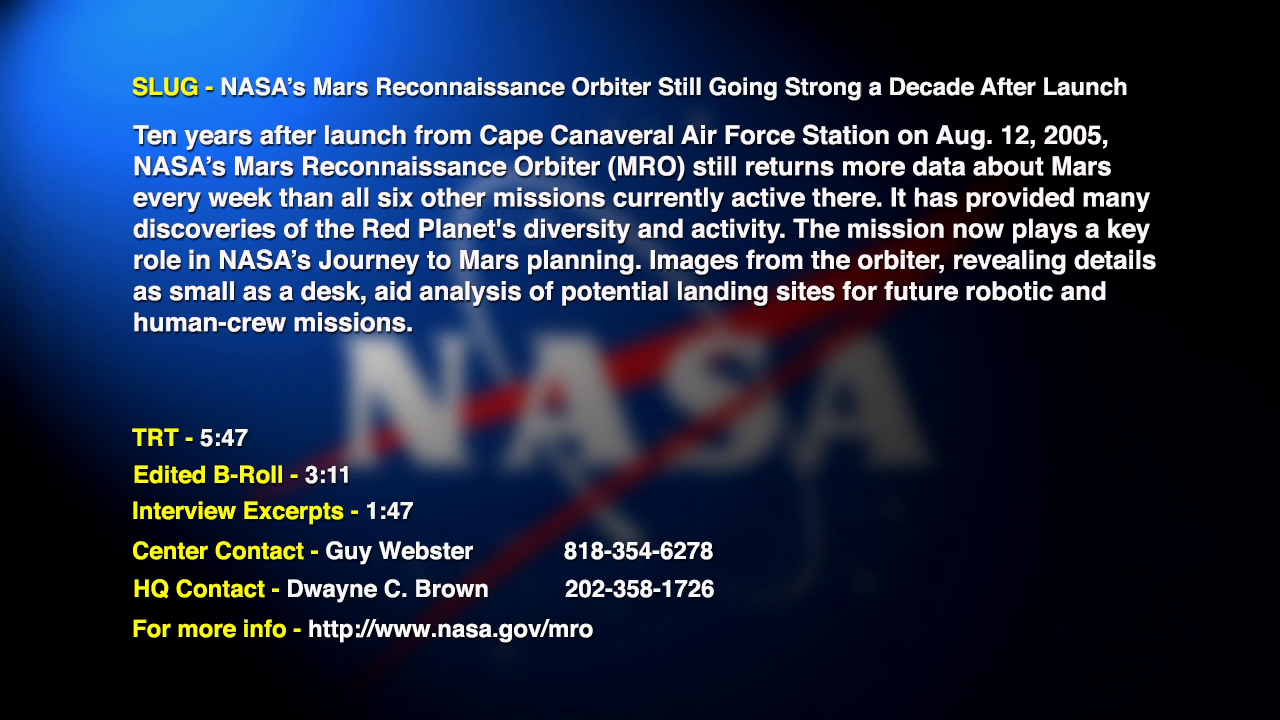 SLUG - NASA’s Mars Reconnaissance Orbiter Still Going Strong a Decade After Launch
Ten years after launch from Cape Canaveral Air Force Station on Aug. 12, 2005,
NASA’s Mars Reconnaissance Orbiter (MRO) still returns more data about Mars
every week than all six other missions currently active there. It has provided many
discoveries of the Red Planet's diversity and activity. The mission now plays a key
role in NASA’s Journey to Mars planning. Images from the orbiter, revealing details
as small as a desk, aid analysis of potential landing sites for future robotic and
human-crew missions.
NASA
TRT - 5:47
Edited B-Roll - 3:11
Interview Excerpts - 1:47
Center Contact - Guy Webster 818-354-6278
HQ Contact - Dwayne C. Brown 202-358-1726
For more info - http://www.nasa.gov/mro